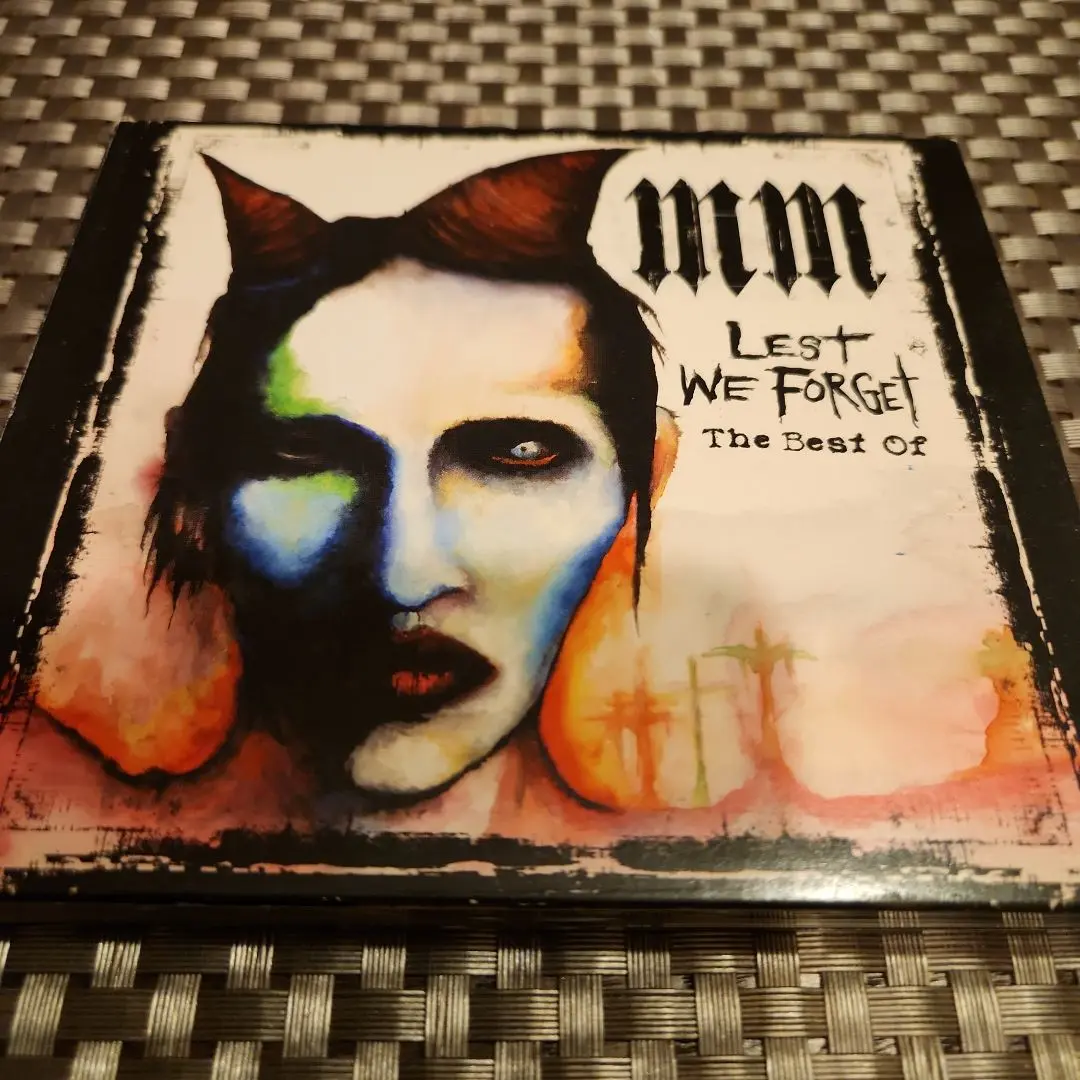 mm
LEST
WE FORGET
The Best Of